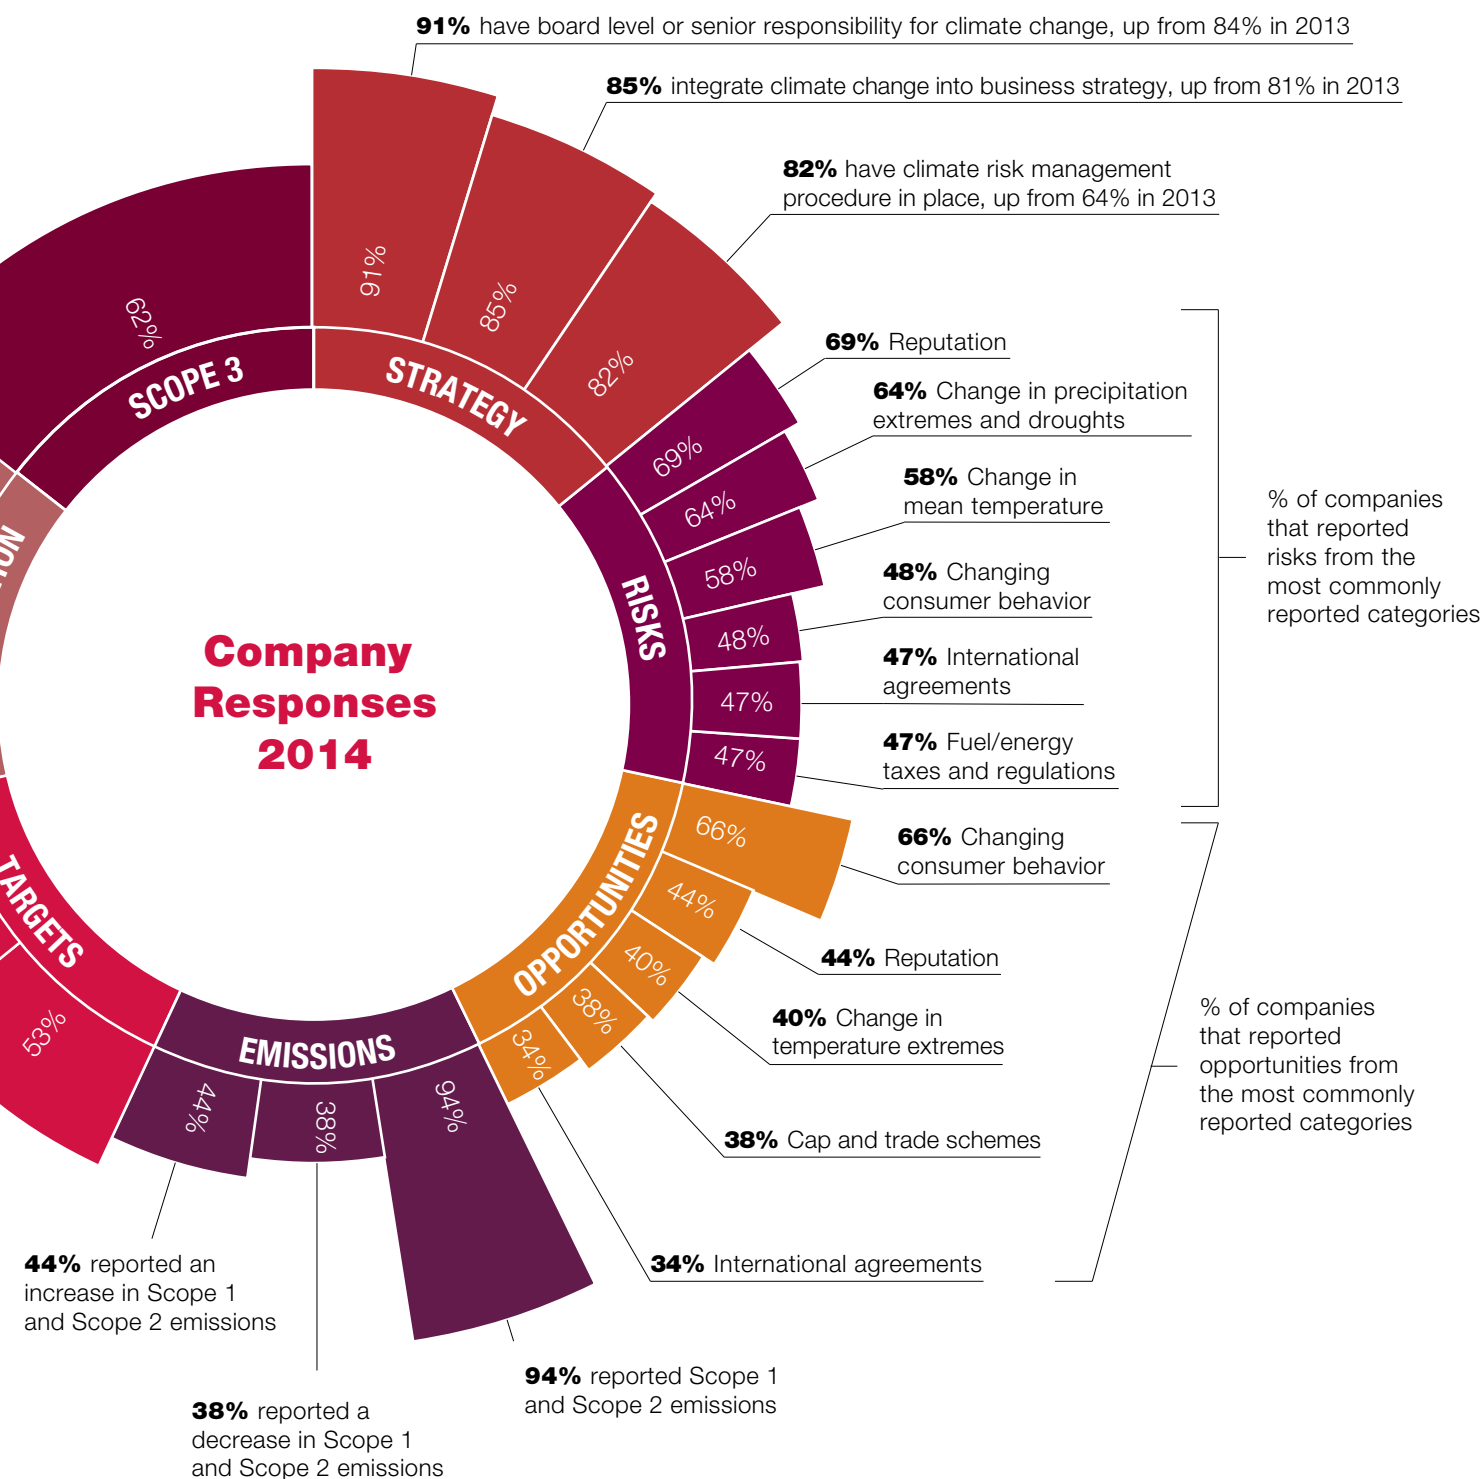 91% have board level or senior responsibility for climate change, up from 84% in 2013
85% integrate climate change into business strategy, up from 81% in 2013
82% have climate risk management
procedure in place, up from 64% in 2013
69% Reputation
64% Change in precipitation
extremes and droughts
58% Change in
mean temperature
48% Changing
consumer behavior
47% International
agreements
47% Fuel/energy
taxes and regulations
% of companies
that reported
risks from the
most commonly
reported categories
66% Changing
consumer behavior
44% Reputation
40% Change in
temperature extremes
38% Cap and trade schemes
34% International agreements
% of companies
that reported
opportunities from
the most commonly
reported categories
94% reported Scope 1
and Scope 2 emissions
38% reported a
decrease in Scope 1
and Scope 2 emissions
44% reported an
increase in Scope 1
and Scope 2 emissions
Company
Responses
2014
SCOPE 3
62%
STRATEGY
91%
85%
82%
RISKS
69%
64%
58%
48%
47%
47%
OPPORTUNITIES
66%
44%
40%
38%
34%
EMISSIONS
94%
38%
44%
TARGETS
53%